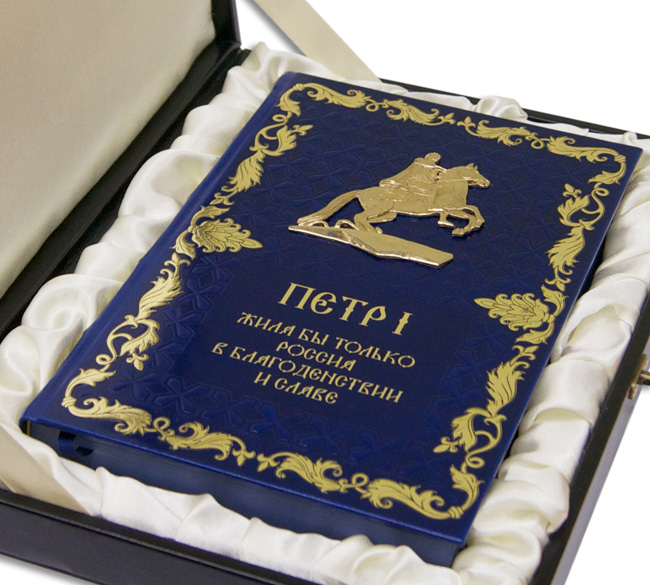 ПЕТР I
ЖИЛА БЫ ТОЛЬКО
РОССИЯ
В БЛАГОДЕНСТВИИ
И СЛАВЕ